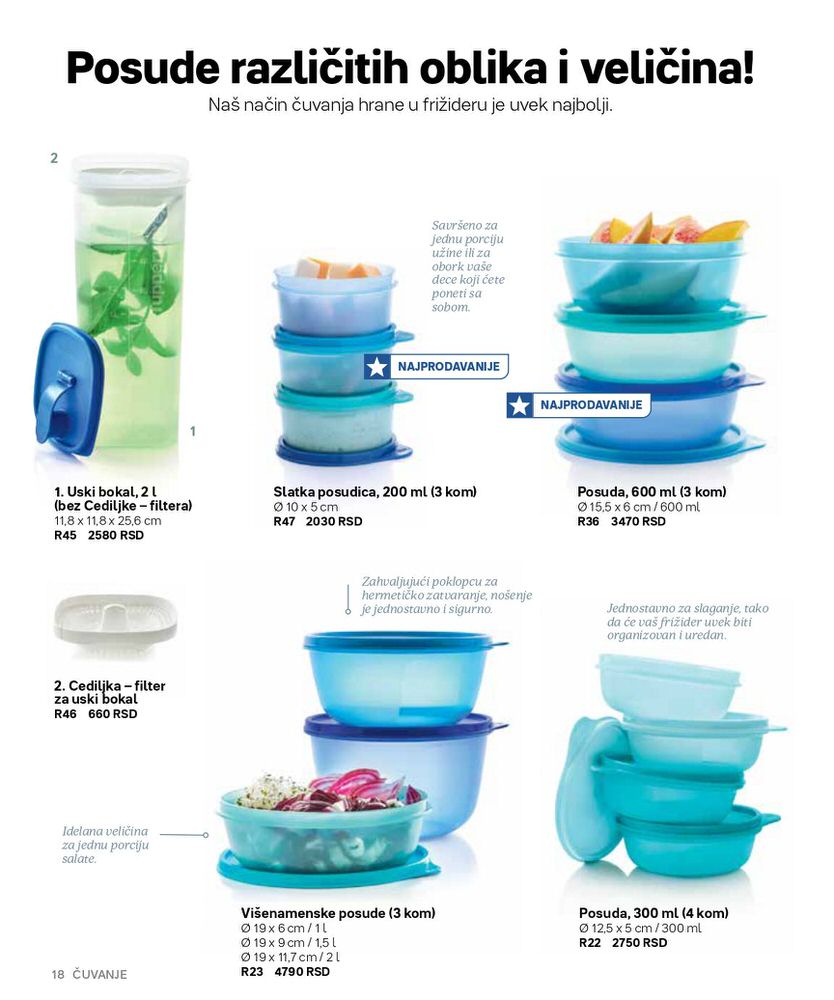 Posude različitih oblika i veličina!
Naš način čuvanja hrane u frižideru je uvek najbolji.
2
1
Savršeno za
jednu porciju
užine ili za
obork vaše
dece koji ćete
poneti sa
sobom.
NAJPRODAVANIJE
NAJPRODAVANIJE
1. Uski bokal, 2 l
(bez Cediljke – filtera)
11,8 x 11,8 x 25,6 cm
R45 2580 RSD
Slatka posudica, 200 ml (3 kom)
Ø 10 x 5 cm
R47 2030 RSD
Posuda, 600 ml (3 kom)
Ø 15,5 x 6 cm / 600 ml
R36 3470 RSD
2. Cediljka – filter
za uski bokal
R46 660 RSD
Zahvaljujući poklopcu za
hermetičko zatvaranje, nošenje
je jednostavno i sigurno.
Jednostavno za slaganje, tako
da će vaš frižider uvek biti
organizovan i uredan.
Idelana veličina
za jednu porciju
salate.
Višenamenske posude (3 kom)
Ø 19 x 6 cm / 1 l
Ø 19 x 9 cm / 1,5 l
Ø 19 x 11,7 cm / 2 l
R23 4790 RSD
Posuda, 300 ml (4 kom)
Ø 12,5 x 5 cm / 300 ml
R22 2750 RSD
18 ČUVANJE